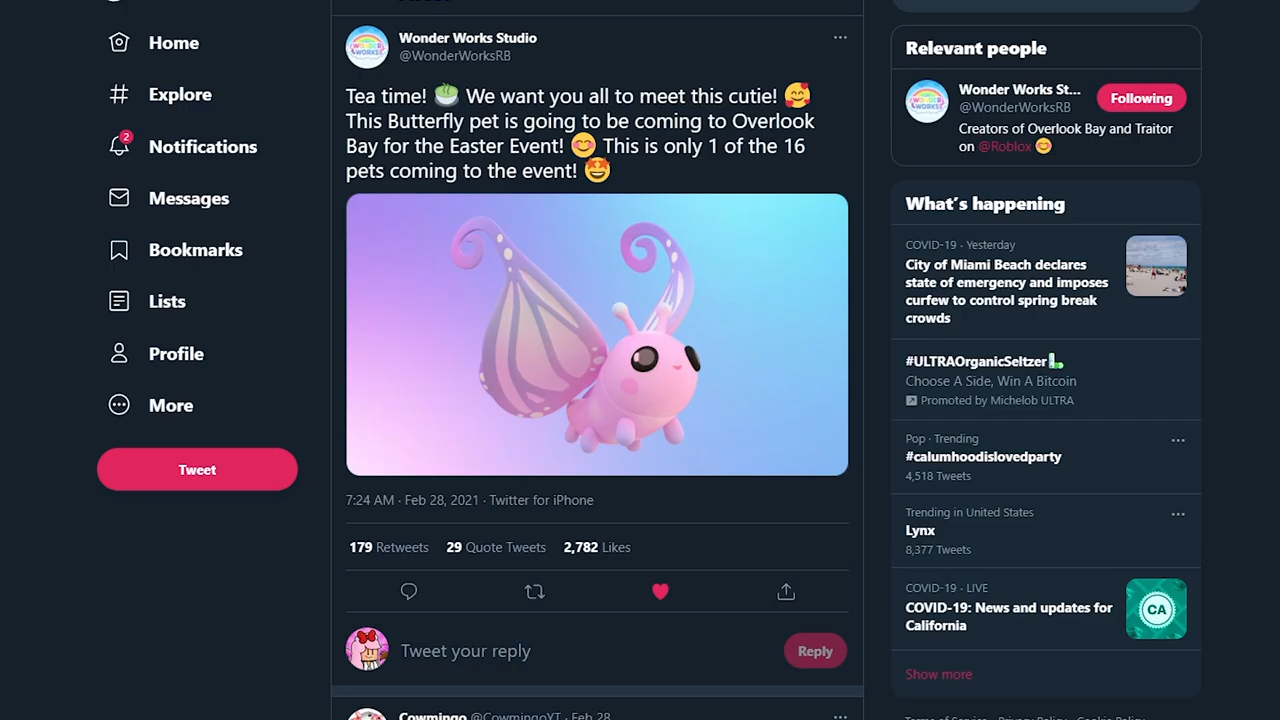 Home
Explore
2
Notifications
Messages
Bookmarks
Lists
Profile
More
Tweet
Wonder Works Studio
@WonderWorksRB
Tea time! 🍵 We want you all to meet this cutie! 🥰
This Butterfly pet is going to be coming to Overlook
Bay for the Easter Event! 😊 This is only 1 of the 16
pets coming to the event! 🤩
7:24 AM · Feb 28, 2021 · Twitter for iPhone
179 Retweets 29 Quote Tweets 2,782 Likes
Tweet your reply
Reply
Cowmingo @CowmingoYT · Feb 28
Relevant people
Wonder Works St...
@WonderWorksRB
Following
Creators of Overlook Bay and Traitor
on @Roblox 😊
What's happening
COVID-19 · Yesterday
City of Miami Beach declares
state of emergency and imposes
curfew to control spring break
crowds
#ULTRAOrganicSeltzer
Choose A Side, Win A Bitcoin
Promoted by Michelob ULTRA
Pop · Trending
#calumhoodislovedparty
4,518 Tweets
Trending in United States
Lynx
8,377 Tweets
COVID-19 · LIVE
COVID-19: News and updates for
California
CA
Show more
Terms of Service Privacy Policy Cookie Policy